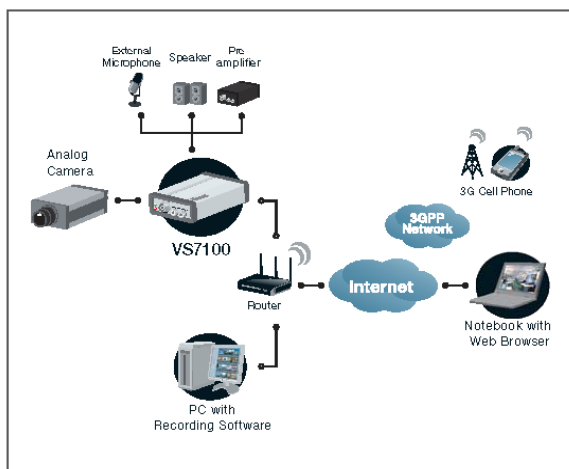 External
Microphone
Speaker
Pre
amplifier
Analog
Camera
VS7100
3G Cell Phone
3GPP
Network
Internet
Router
Notebook with
Web Browser
PC with
Recording Software